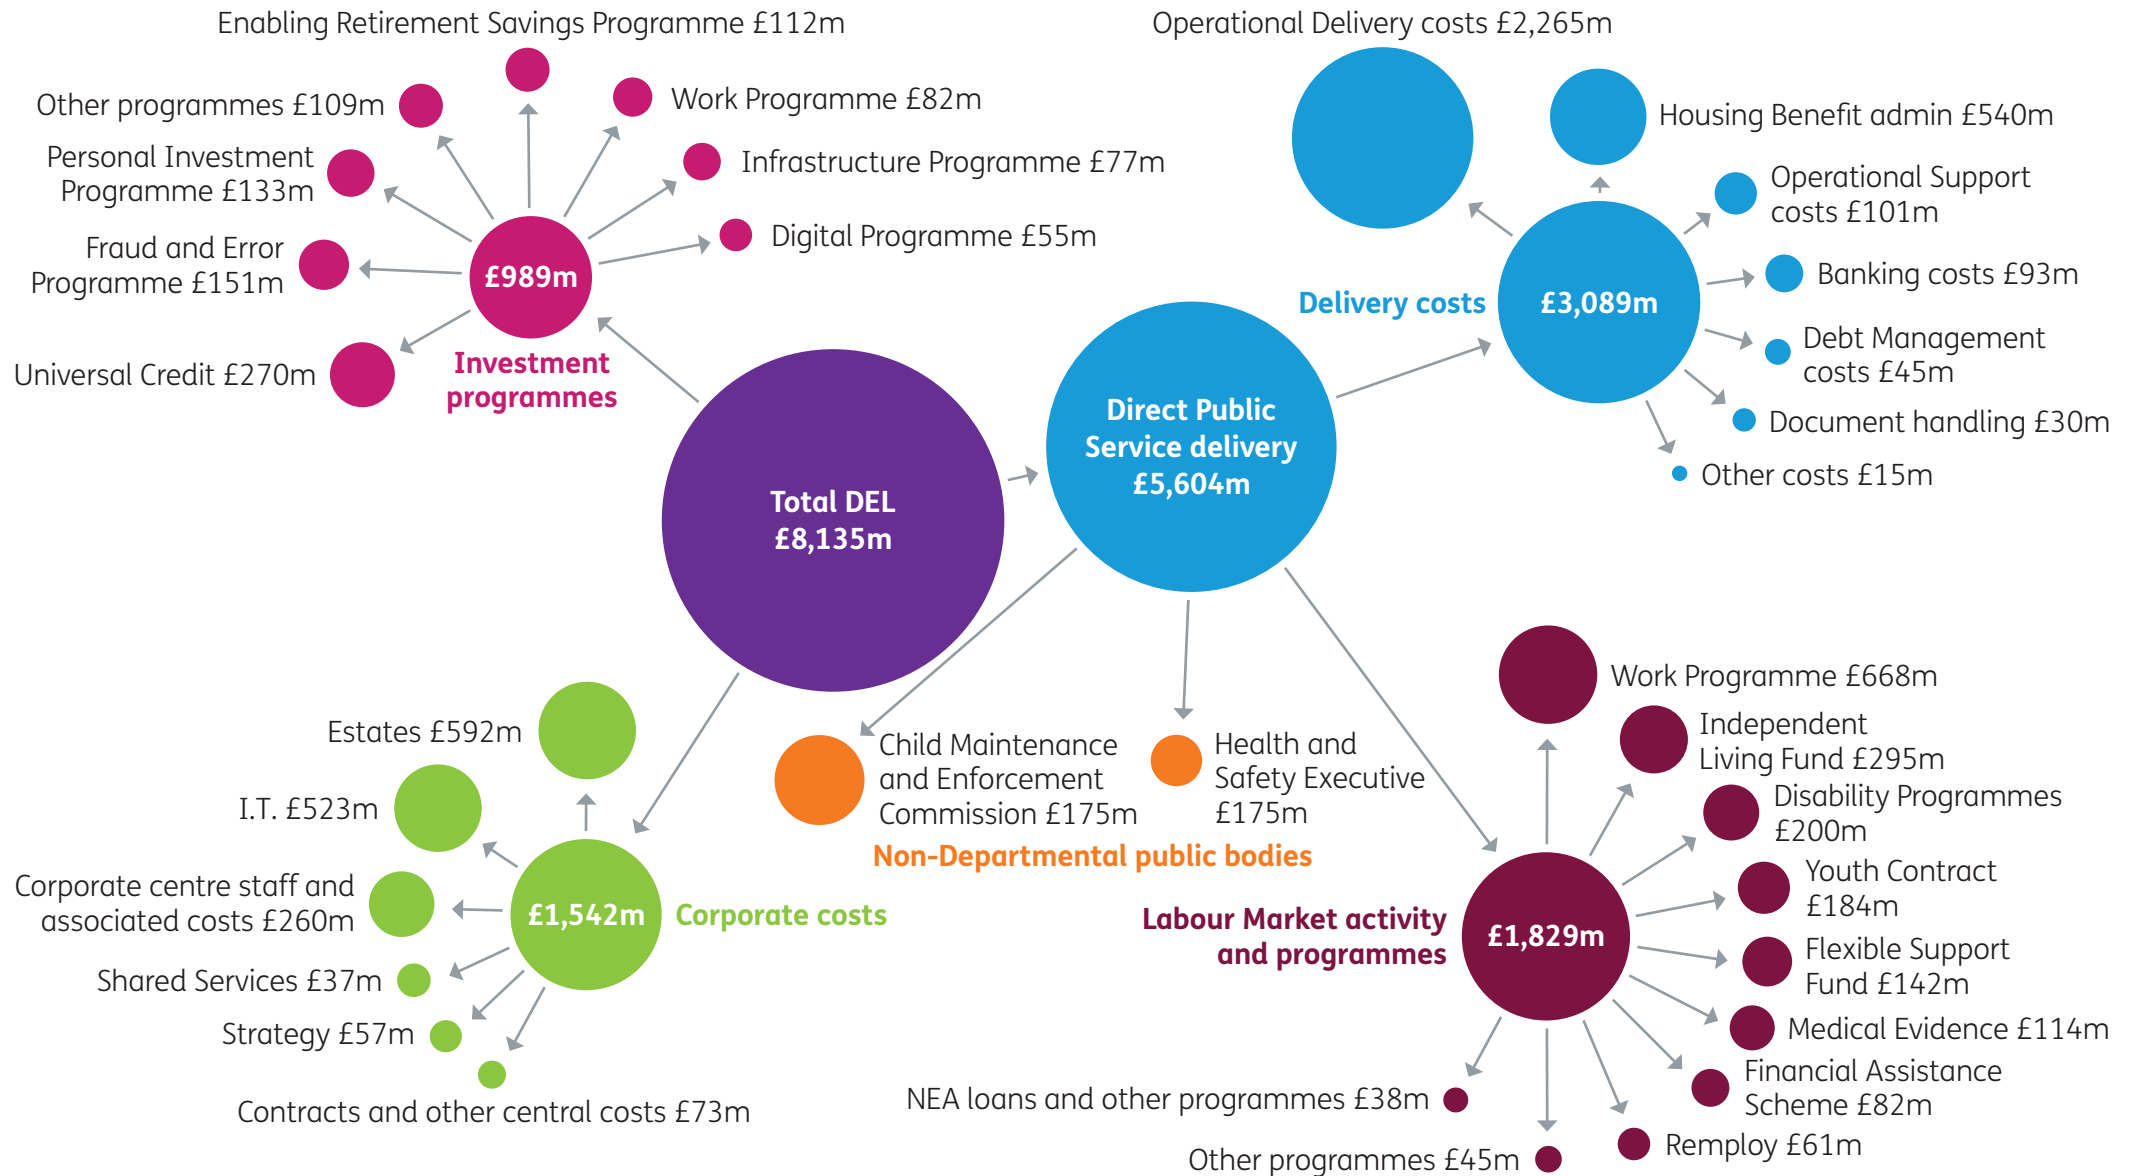 Enabling Retirement Savings Programme £112m
Other programmes £109m
Work Programme £82m
Personal Investment
Programme £133m
Infrastructure Programme £77m
Fraud and Error
Programme £151m
Digital Programme £55m
£989m
Universal Credit £270m
Investment
programmes
Operational Delivery costs £2,265m
Housing Benefit admin £540m
Operational Support
costs £101m
Banking costs £93m
Delivery costs
£3,089m
Debt Management
costs £45m
Document handling £30m
Other costs £15m
Direct Public
Service delivery
£5,604m
Total DEL
£8,135m
Estates £592m
I.T. £523m
Corporate centre staff and
associated costs £260m
£1,542m
Corporate costs
Shared Services £37m
Strategy £57m
Contracts and other central costs £73m
Child Maintenance
and Enforcement
Commission £175m
Health and
Safety Executive
£175m
Non-Departmental public bodies
Work Programme £668m
Independent
Living Fund £295m
Disability Programmes
£200m
Youth Contract
£184m
Labour Market activity
and programmes
£1,829m
Flexible Support
Fund £142m
Medical Evidence £114m
Financial Assistance
Scheme £82m
Remploy £61m
NEA loans and other programmes £38m
Other programmes £45m